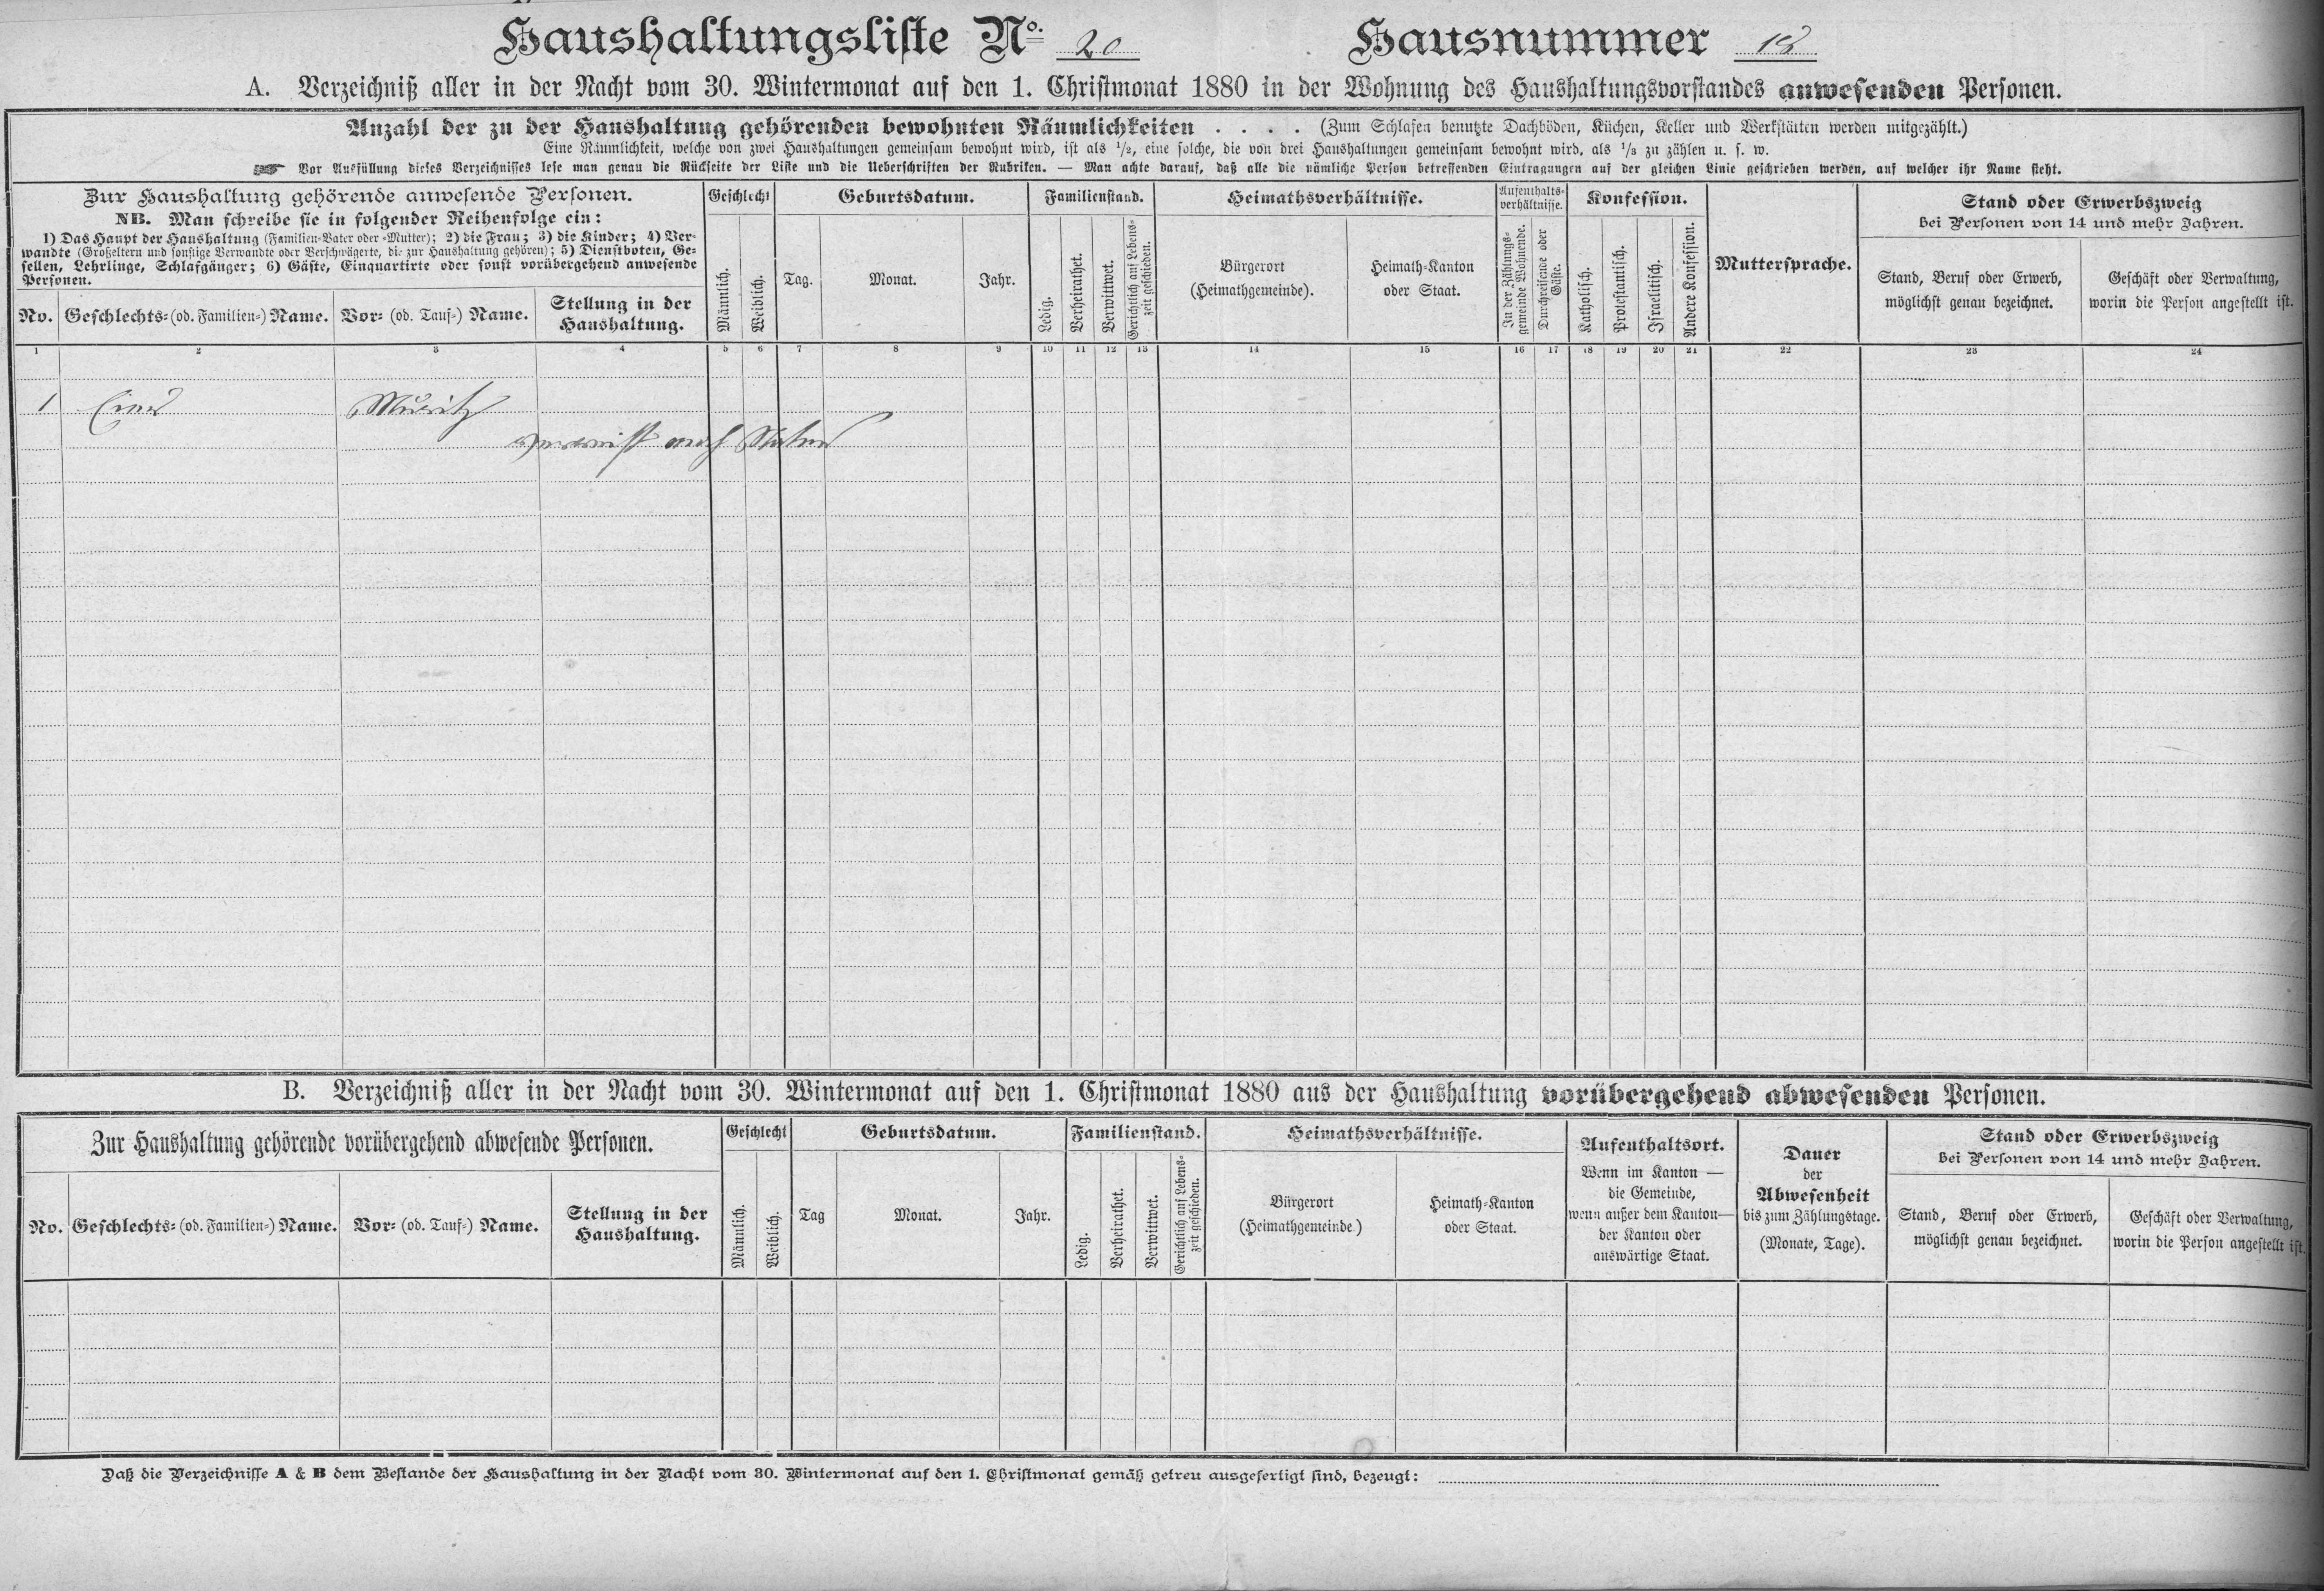 Haushaltungsliste No. 20 Hausnummer 18
A. Verzeichniß aller in der Nacht vom 30. Wintermonat auf den 1. Christmonat 1880 in der Wohnung des Haushaltungsvorstandes anwesenden Personen.
Anzahl der zu der Haushaltung gehörenden bewohnten Räumlichkeiten . . . . (Zum Schlafen benutzte Dachböden, Küchen, Keller und Werkstätten werden mitgezählt.)
Eine Räumlichkeit, welche von zwei Haushaltungen gemeinsam bewohnt wird, ist als 1/2, eine solche, die von drei Haushaltungen gemeinsam bewohnt wird, als 1/3 zu zählen u. s. w.
☞ Vor Ausfüllung dieses Verzeichnisses lese man genau die Rückseite der Liste und die Ueberschriften der Rubriken. — Man achte darauf, daß alle die nämliche Person betreffenden Eintragungen auf der gleichen Linie geschrieben werden, auf welcher ihr Name steht.
Zur Haushaltung gehörende anwesende Personen.
NB. Man schreibe sie in folgender Reihenfolge ein:
1) Das Haupt der Haushaltung (Familien-Vater oder -Mutter); 2) die Frau; 3) die Kinder; 4) Ver-
wandte (Großeltern und sonstige Verwandte oder Verschwägerte, die zur Haushaltung gehören); 5) Dienstboten, Ge-
sellen, Lehrlinge, Schlafgänger; 6) Gäste, Einquartirte oder sonst vorübergehend anwesende
Personen.
No.
Geschlechts- (od. Familien-) Name.
Vor- (od. Tauf-) Name.
Stellung in der
Haushaltung.
Geschlecht
Männlich.
Weiblich.
Geburtsdatum.
Tag.
Monat.
Jahr.
Familienstand.
Ledig.
Verheirathet.
Verwittwet.
Gerichtlich auf Lebens-
zeit geschieden.
Heimathsverhältnisse.
Bürgerort
(Heimathgemeinde).
Heimath-Kanton
oder Staat.
Aufenthalts-
verhältnisse.
In der Zählungs-
gemeinde Wohnende.
Durchreisende oder
Gäste.
Konfession.
Katholisch.
Protestantisch.
Israelitisch.
Andere Konfession.
Muttersprache.
Stand oder Erwerbszweig
bei Personen von 14 und mehr Jahren.
Stand, Beruf oder Erwerb,
möglichst genau bezeichnet.
Geschäft oder Verwaltung,
worin die Person angestellt ist.
1 2 3 4 5 6 7 8 9 10 11 12 13 14 15 16 17 18 19 20 21 22 23 24
1
verreist nach
B. Verzeichniß aller in der Nacht vom 30. Wintermonat auf den 1. Christmonat 1880 aus der Haushaltung vorübergehend abwesenden Personen.
Zur Haushaltung gehörende vorübergehend abwesende Personen.
No.
Geschlechts- (od. Familien-) Name.
Vor- (od. Tauf-) Name.
Stellung in der
Haushaltung.
Geschlecht
Männlich.
Weiblich.
Geburtsdatum.
Tag
Monat.
Jahr.
Familienstand.
Ledig.
Verheirathet.
Verwittwet.
Gerichtlich auf Lebens-
zeit geschieden.
Heimathsverhältnisse.
Bürgerort
(Heimathgemeinde.)
Heimath-Kanton
oder Staat.
Aufenthaltsort.
Wenn im Kanton —
die Gemeinde,
wenn außer dem Kanton—
der Kanton oder
auswärtige Staat.
Dauer
der
Abwesenheit
bis zum Zählungstage.
(Monate, Tage).
Stand oder Erwerbszweig
bei Personen von 14 und mehr Jahren.
Stand, Beruf oder Erwerb,
möglichst genau bezeichnet.
Geschäft oder Verwaltung,
worin die Person angestellt ist.
Daß die Verzeichnisse A & B dem Bestande der Haushaltung in der Nacht vom 30. Wintermonat auf den 1. Christmonat gemäß getreu ausgefertigt sind, bezeugt: